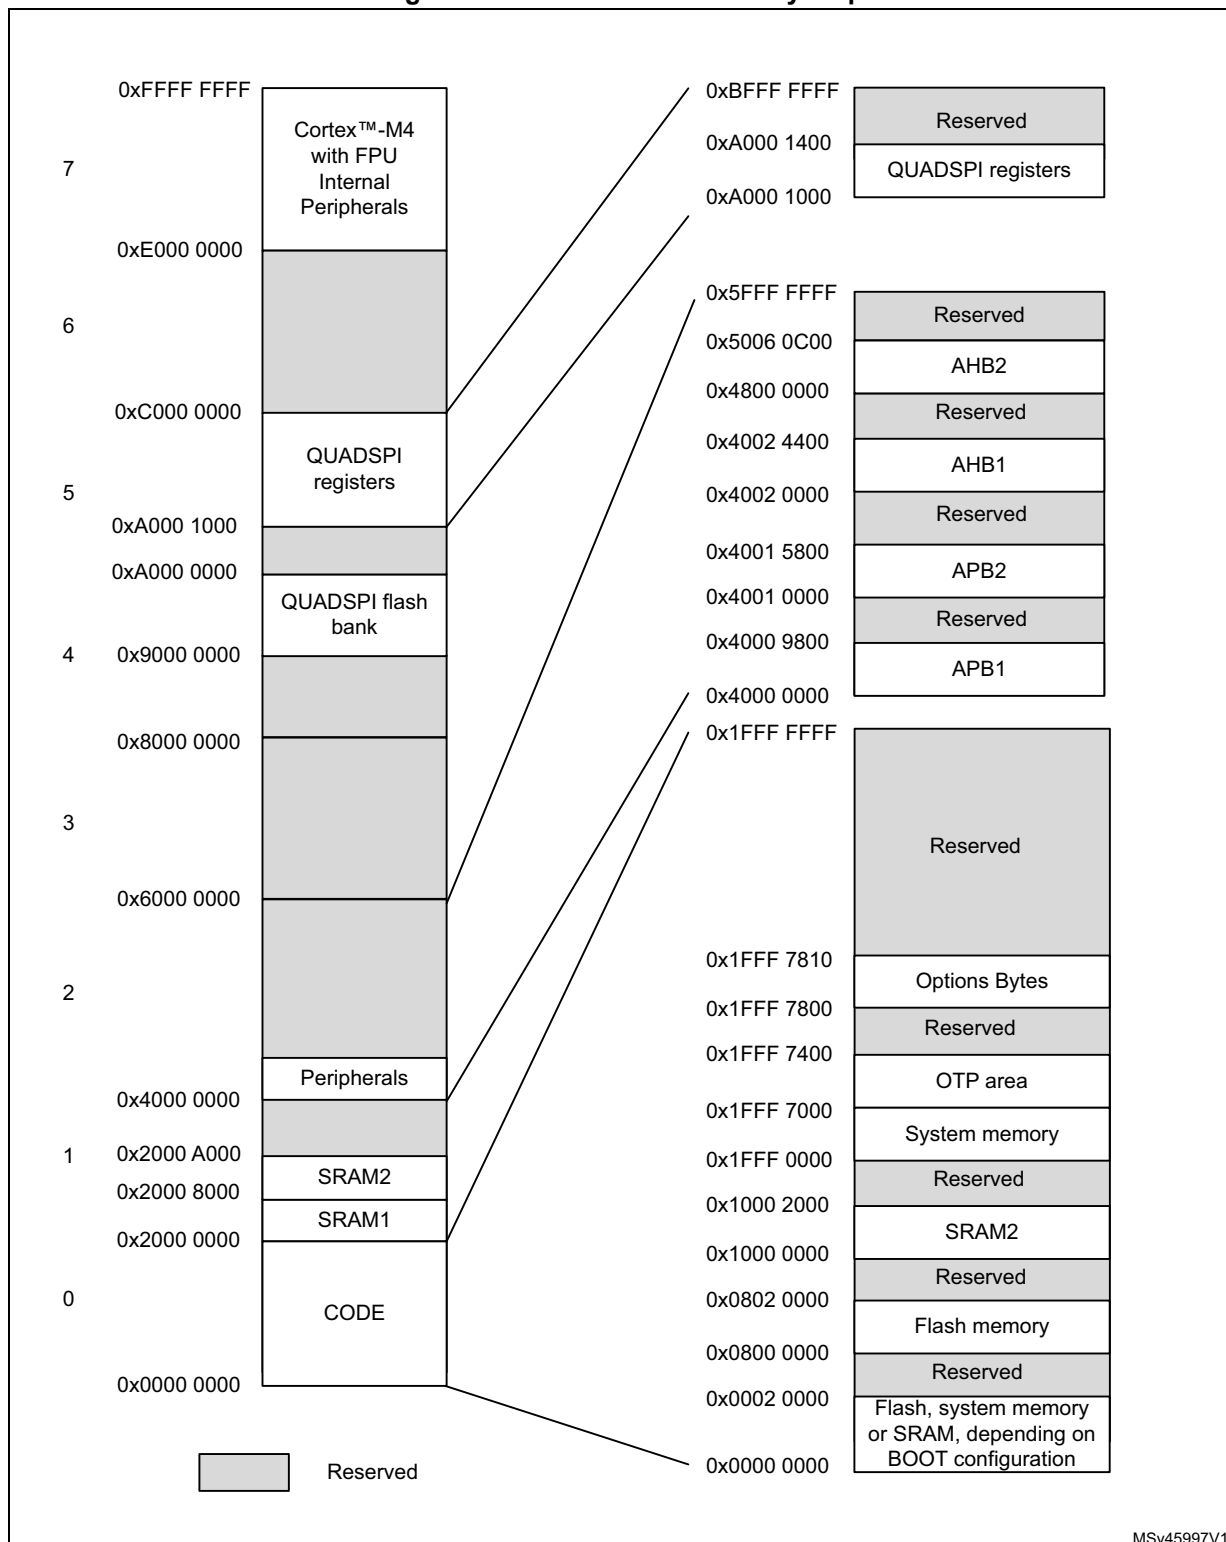 0xFFFF FFFF
Cortex™-M4
with FPU
Internal
Peripherals
7
0xE000 0000
6
0xC000 0000
QUADSPI
registers
5
0xA000 1000
0xA000 0000
QUADSPI flash
bank
4
0x9000 0000
0x8000 0000
3
0x6000 0000
2
Peripherals
0x4000 0000
1
0x2000 A000
SRAM2
0x2000 8000
SRAM1
0x2000 0000
0
CODE
0x0000 0000
Reserved
0xBFFF FFFF
Reserved
0xA000 1400
QUADSPI registers
0xA000 1000
0x5FFF FFFF
Reserved
0x5006 0C00
AHB2
0x4800 0000
Reserved
0x4002 4400
AHB1
0x4002 0000
Reserved
0x4001 5800
APB2
0x4001 0000
Reserved
0x4000 9800
APB1
0x4000 0000
0x1FFF FFFF
Reserved
0x1FFF 7810
Options Bytes
0x1FFF 7800
Reserved
0x1FFF 7400
OTP area
0x1FFF 7000
System memory
0x1FFF 0000
Reserved
0x1000 2000
SRAM2
0x1000 0000
Reserved
0x0802 0000
Flash memory
0x0800 0000
Reserved
0x0002 0000
Flash, system memory
or SRAM, depending on
BOOT configuration
0x0000 0000
MSv45997V1